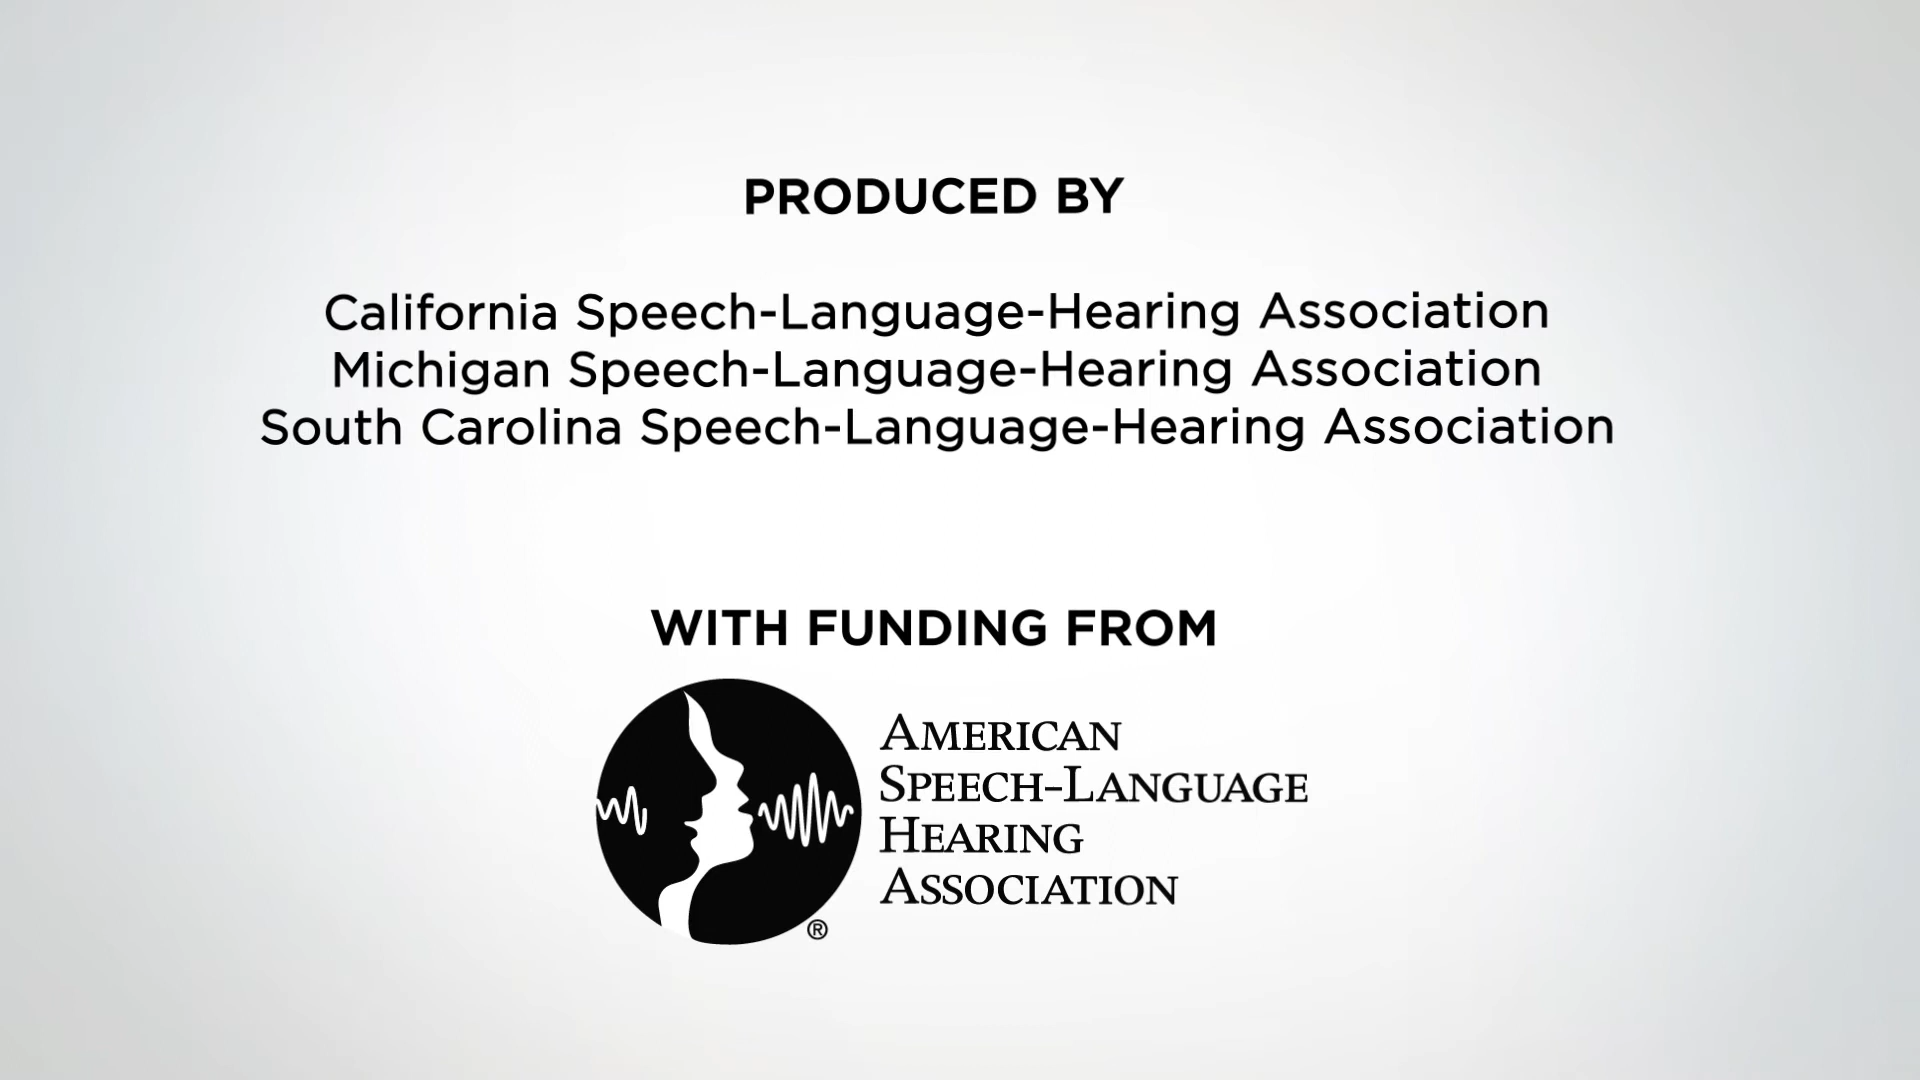 PRODUCED BY
California Speech-Language-Hearing Association
Michigan Speech-Language-Hearing Association
South Carolina Speech-Language-Hearing Association
WITH FUNDING FROM
AMERICAN
SPEECH-LANGUAGE
HEARING
ASSOCIATION
®